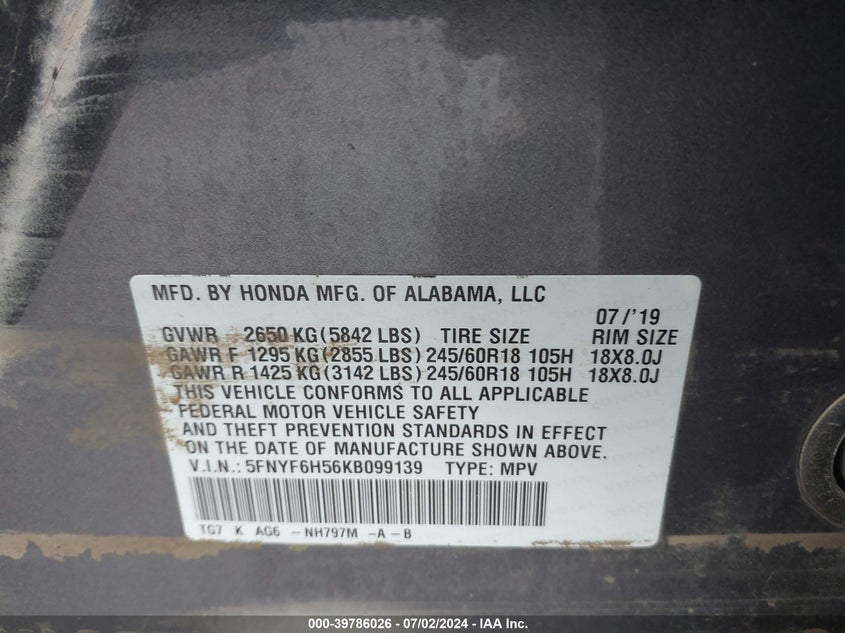 MFD. BY HONDA MFG. OF ALABAMA, LLC
07/'19
GVWR 2650 KG(5842 LBS) TIRE SIZE RIM SIZE
GAWR F 1295 KG(2855 LBS) 245/60R18 105H 18X8.0J
GAWR R 1425 KG(3142 LBS) 245/60R18 105H 18X8.0J
THIS VEHICLE CONFORMS TO ALL APPLICABLE
FEDERAL MOTOR VEHICLE SAFETY
AND THEFT PREVENTION STANDARDS IN EFFECT
ON THE DATE OF MANUFACTURE SHOWN ABOVE.
V.I.N.: 5FNYF6H56KB099139 TYPE: MPV
TG7 K AG6 -NH797M -A-B
000-39786026 - 07/02/2024 - IAA Inc.